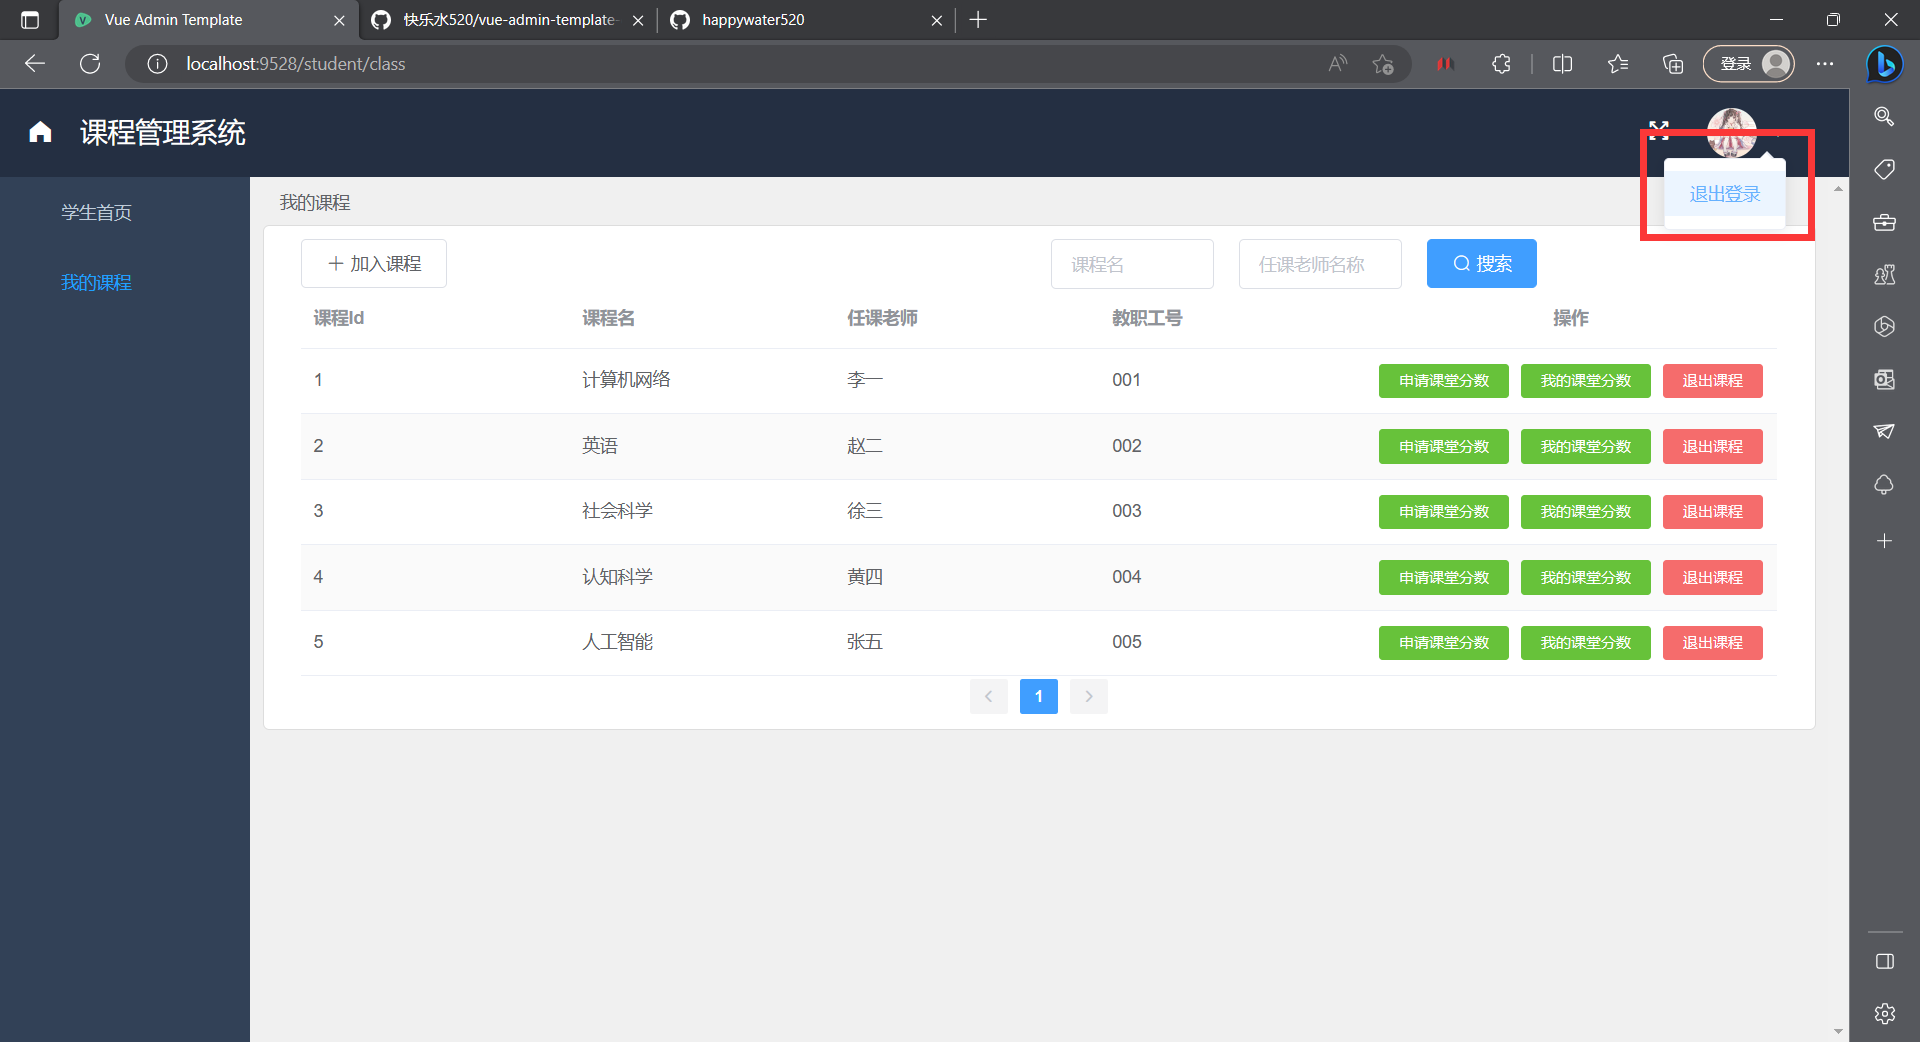 Vue Admin Template
快乐水520/vue-admin-template-
happywater520
localhost:9528/student/class
登录
课程管理系统
退出登录
学生首页
我的课程
我的课程
加入课程
课程名
任课老师名称
搜索
课程Id 课程名 任课老师 教职工号 操作
1 计算机网络 李一 001 申请课堂分数 我的课堂分数 退出课程
2 英语 赵二 002 申请课堂分数 我的课堂分数 退出课程
3 社会科学 徐三 003 申请课堂分数 我的课堂分数 退出课程
4 认知科学 黄四 004 申请课堂分数 我的课堂分数 退出课程
5 人工智能 张五 005 申请课堂分数 我的课堂分数 退出课程
1